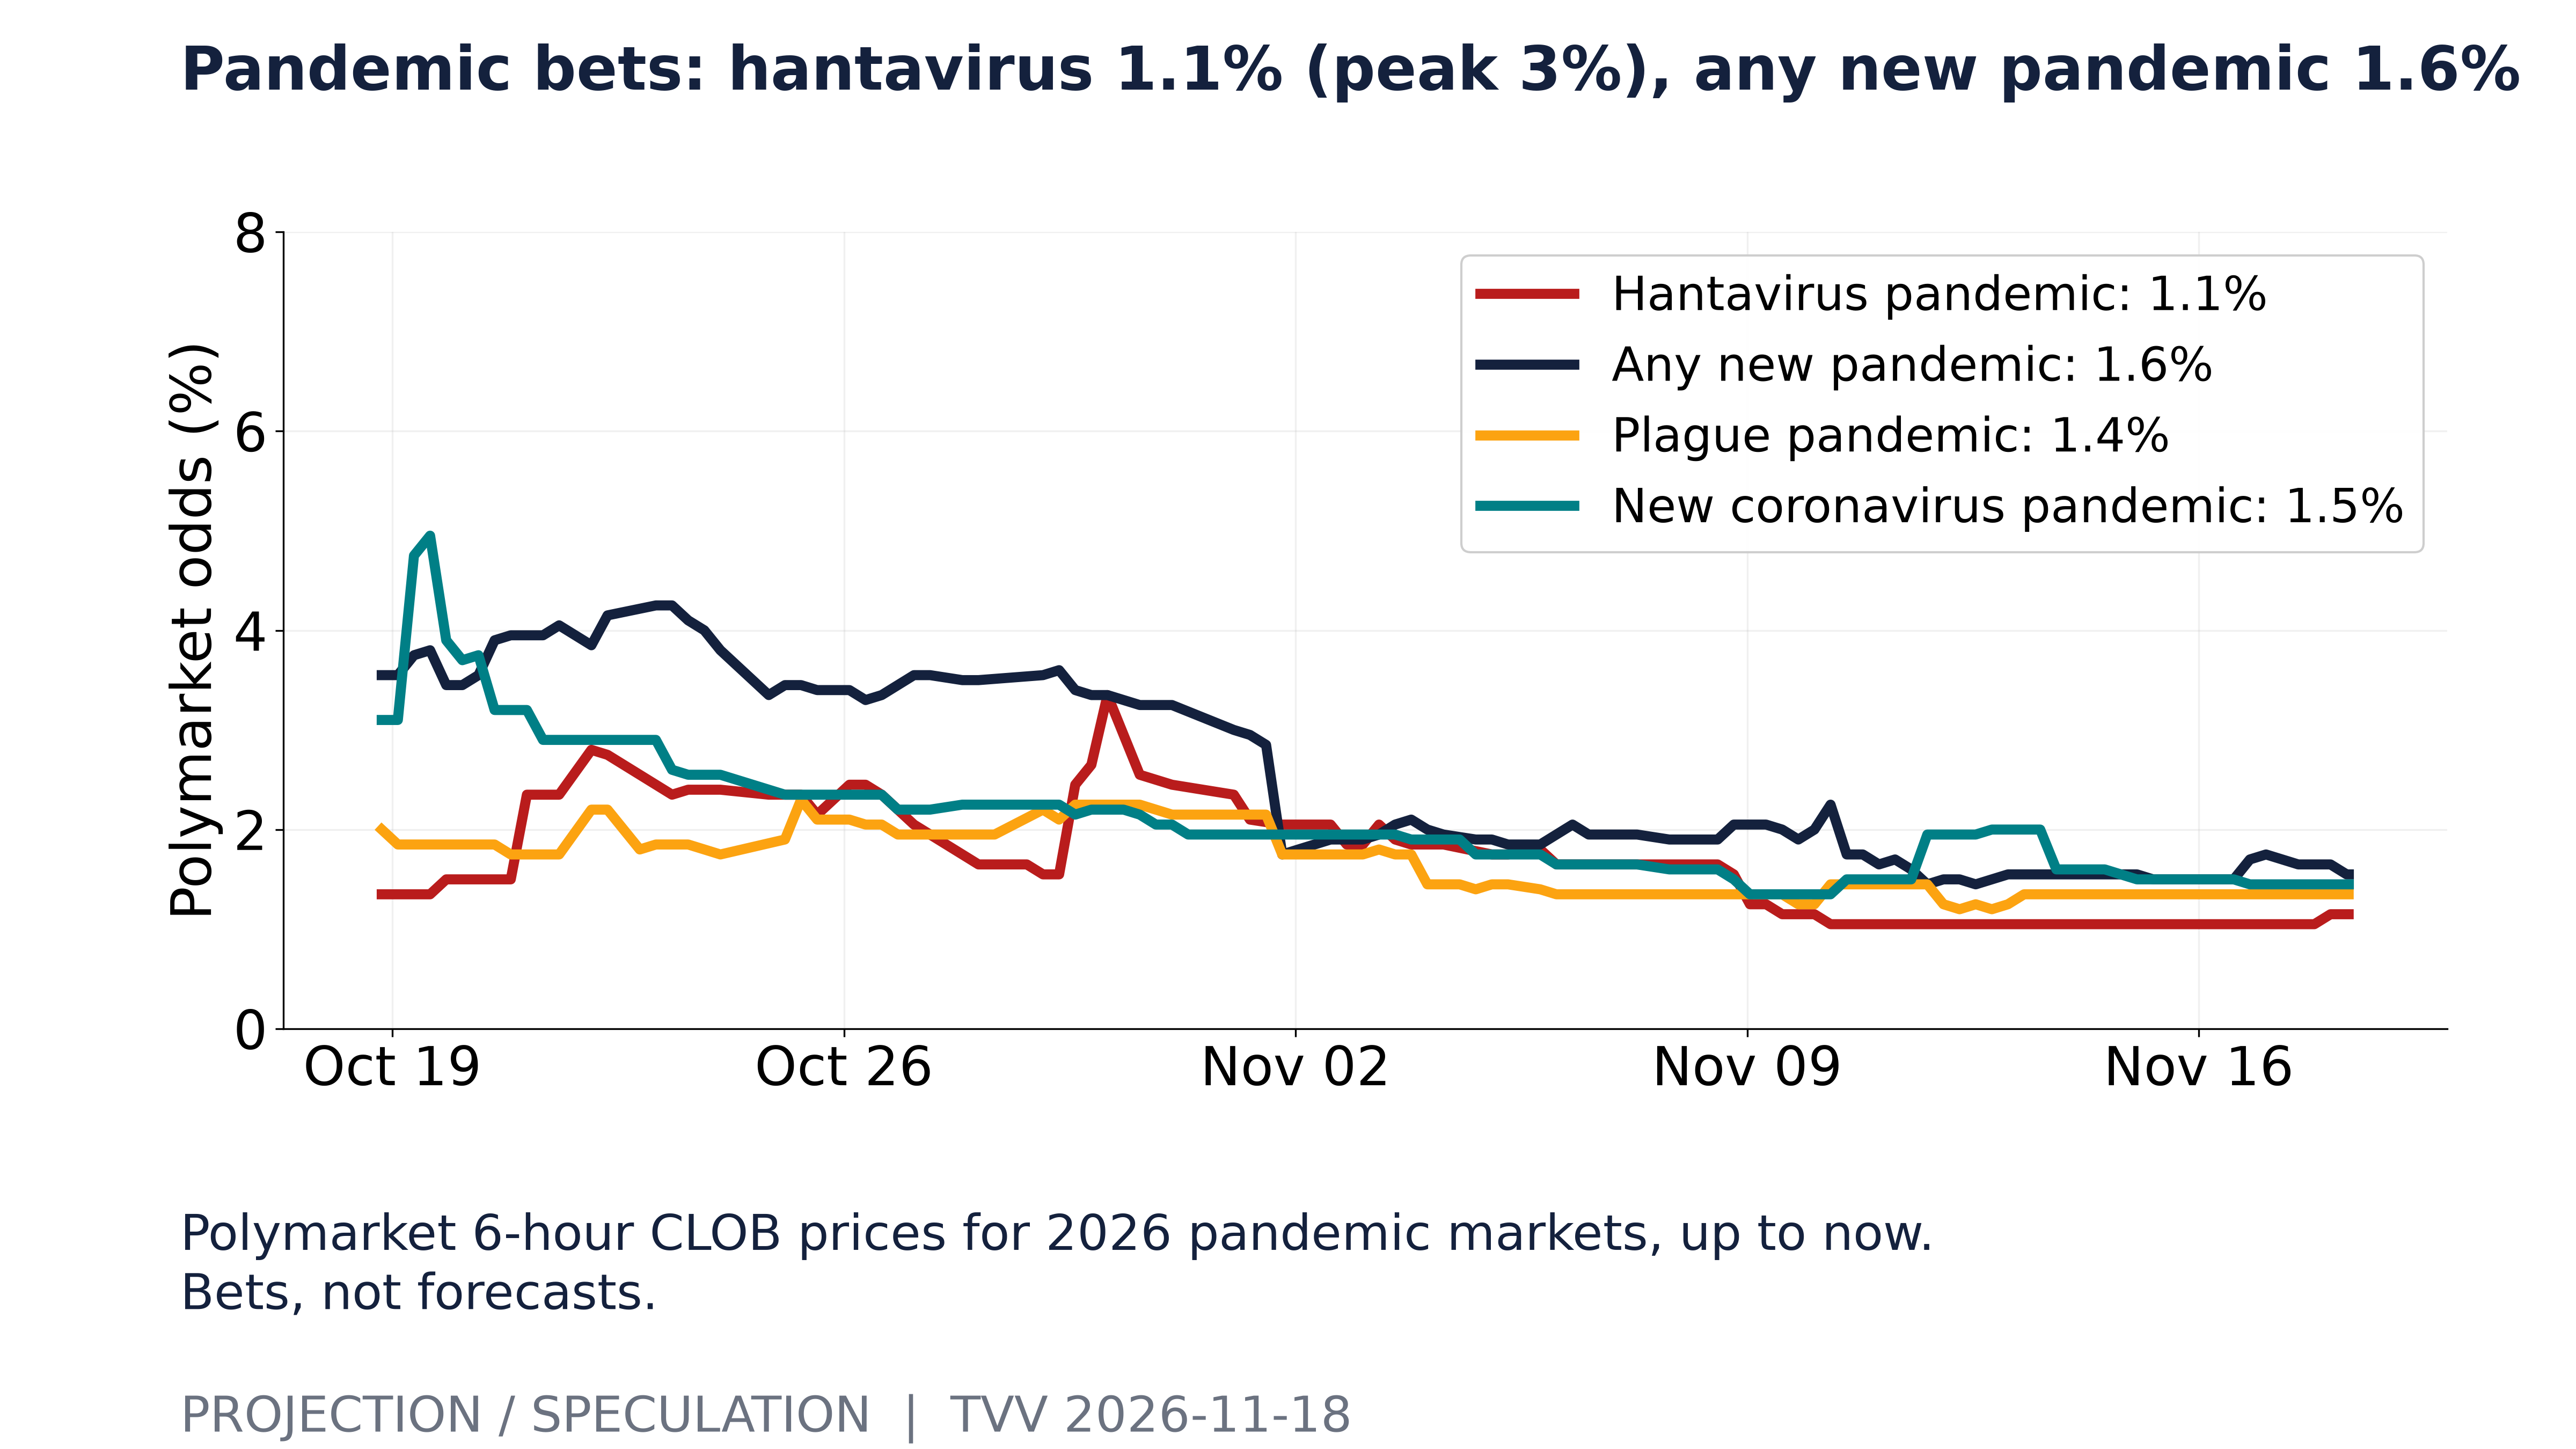 Pandemic bets: hantavirus 1.1% (peak 3%), any new pandemic 1.6%
Polymarket odds (%)
8
6
4
2
0
Hantavirus pandemic: 1.1%
Any new pandemic: 1.6%
Plague pandemic: 1.4%
New coronavirus pandemic: 1.5%
Oct 19
Oct 26
Nov 02
Nov 09
Nov 16
Polymarket 6-hour CLOB prices for 2026 pandemic markets, up to now.
Bets, not forecasts.
PROJECTION / SPECULATION | TVV 2026-11-18